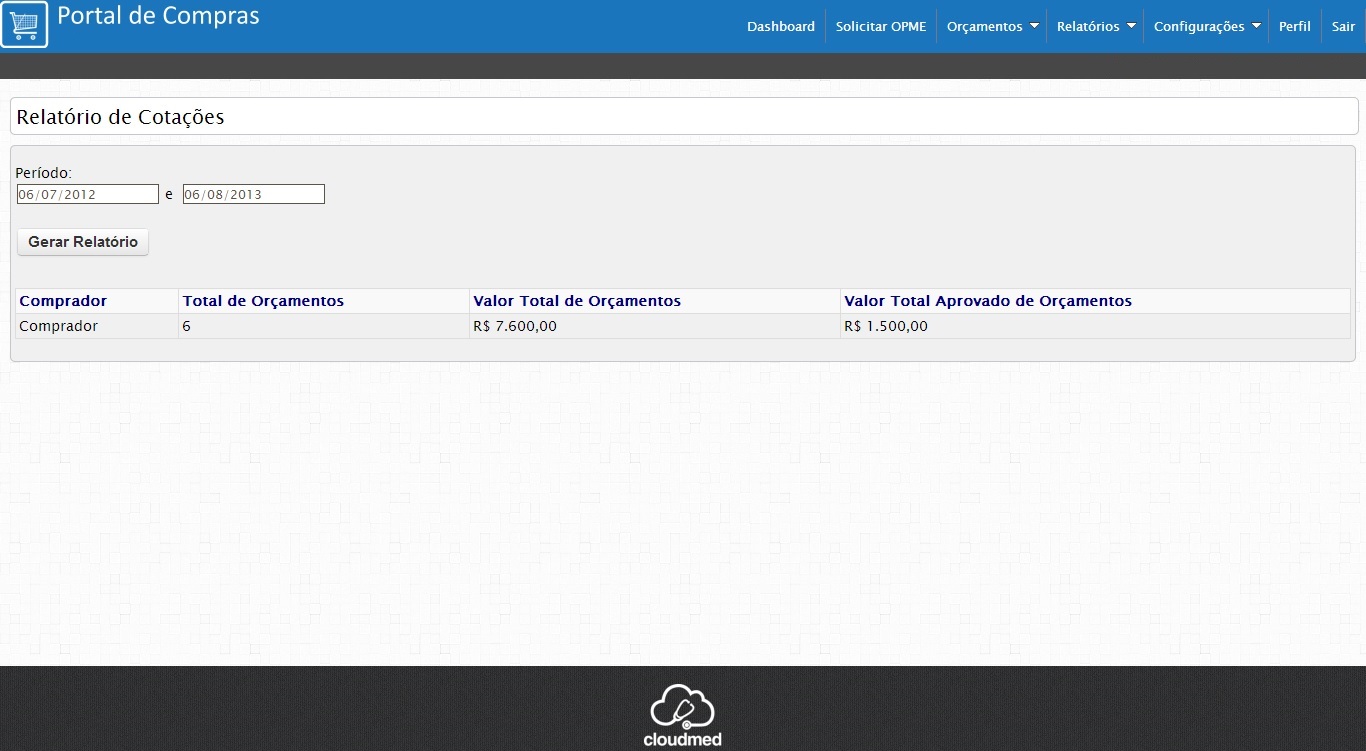 Portal de Compras
Dashboard Solicitar OPME Orçamentos Relatórios Configurações Perfil Sair
Relatório de Cotações
Período:
06/07/2012 e 06/08/2013
Gerar Relatório
Comprador Total de Orçamentos Valor Total de Orçamentos Valor Total Aprovado de Orçamentos
Comprador 6 R$ 7.600,00 R$ 1.500,00
cloudmed